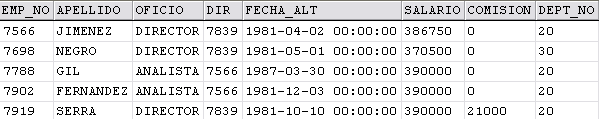 EMP_NO APELLIDO OFICIO DIR FECHA_ALT SALARIO COMISION DEPT_NO
7566 JIMENEZ DIRECTOR 7839 1981-04-02 00:00:00 386750 0 20
7698 NEGRO DIRECTOR 7839 1981-05-01 00:00:00 370500 0 30
7788 GIL ANALISTA 7566 1987-03-30 00:00:00 390000 0 20
7902 FERNANDEZ ANALISTA 7566 1981-12-03 00:00:00 390000 0 20
7919 SERRA DIRECTOR 7839 1981-10-10 00:00:00 390000 21000 20